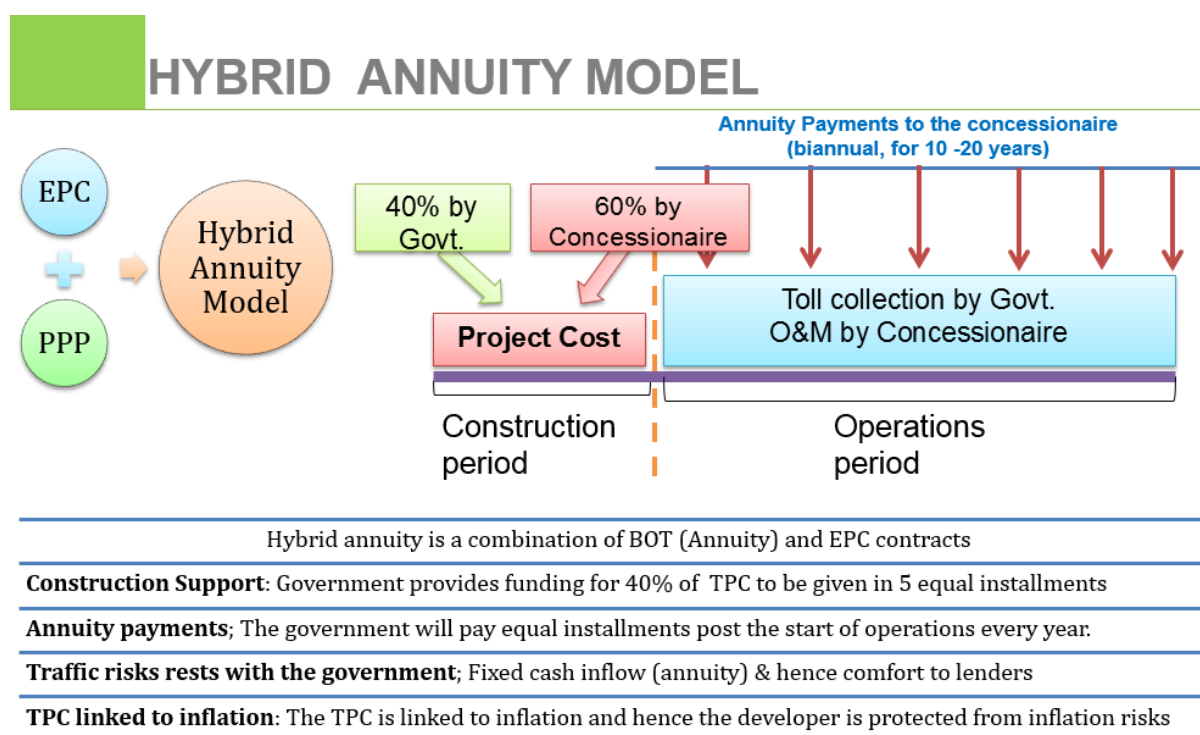 HYBRID ANNUITY MODEL
Annuity Payments to the concessionaire
(biannual, for 10 -20 years)
EPC
PPP
Hybrid
Annuity
Model
40% by
Govt.
60% by
Concessionaire
Project Cost
Toll collection by Govt.
O&M by Concessionaire
Construction
period
Operations
period
Hybrid annuity is a combination of BOT (Annuity) and EPC contracts
Construction Support: Government provides funding for 40% of TPC to be given in 5 equal installments
Annuity payments; The government will pay equal installments post the start of operations every year.
Traffic risks rests with the government; Fixed cash inflow (annuity) & hence comfort to lenders
TPC linked to inflation: The TPC is linked to inflation and hence the developer is protected from inflation risks